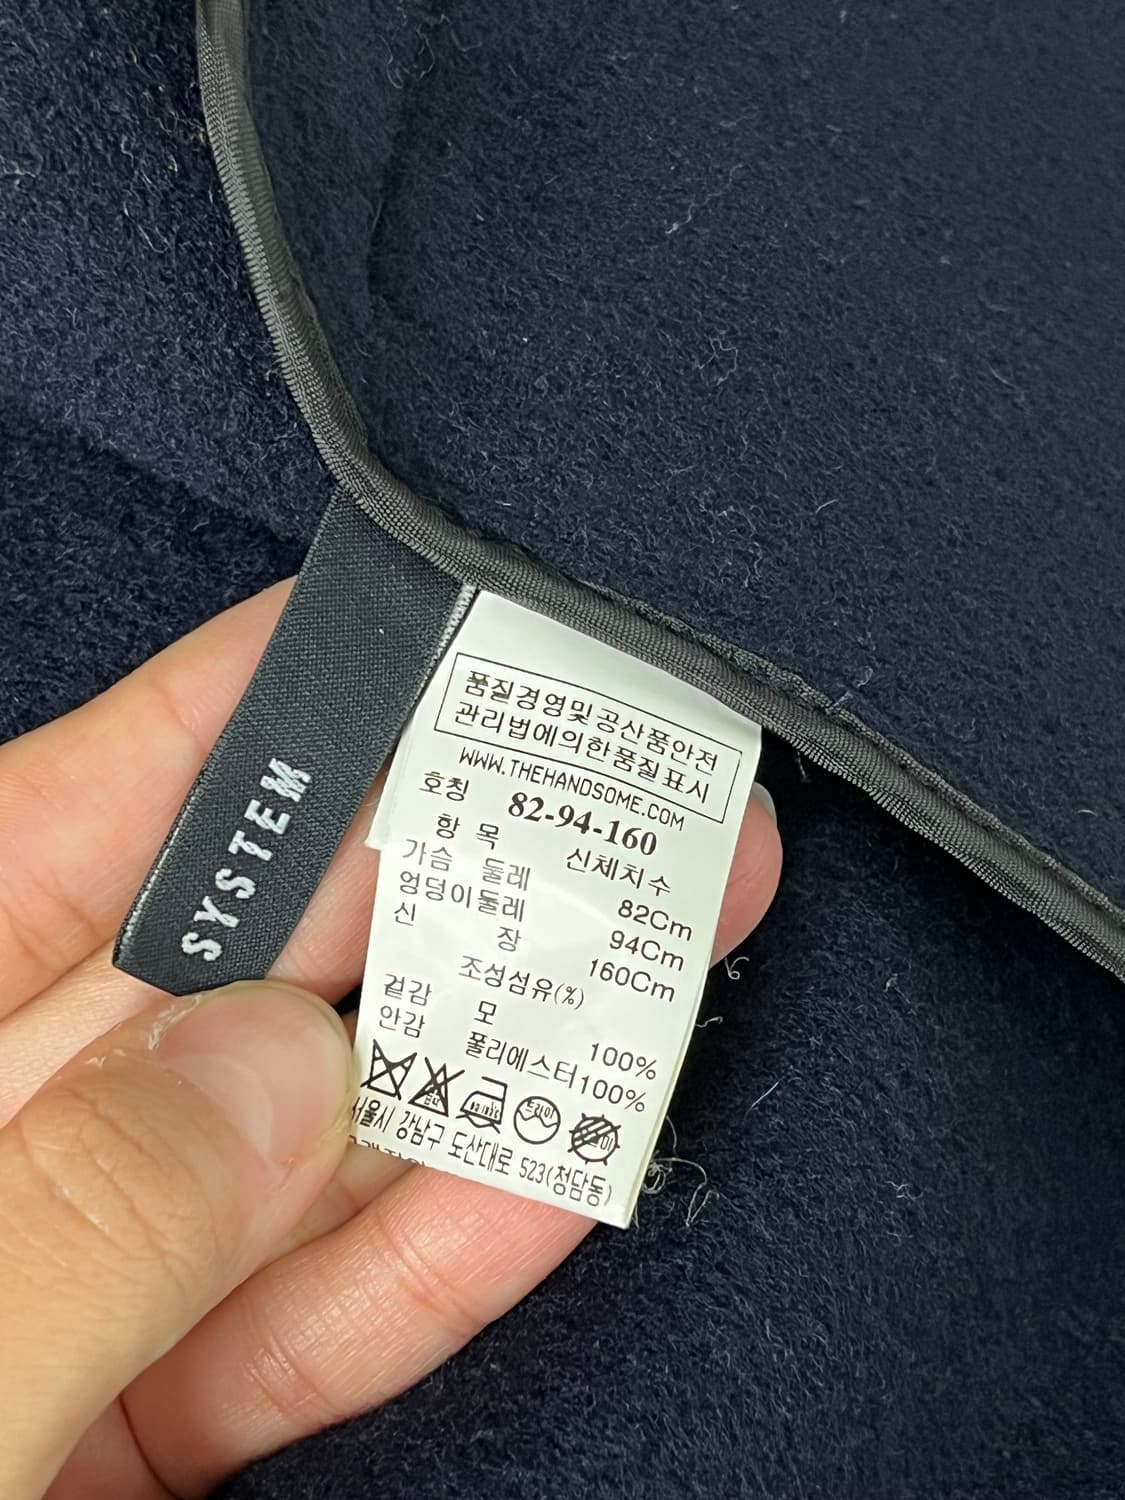 SYSTEM
품질경영및공산품안전
관리법에의한품질표시
WWW.THEHANDSOME.COM
호칭 82-94-160
항 목 신체치수
가슴 둘레 82Cm
엉덩이둘레 94Cm
신 장 160Cm
조성섬유(%)
겉감 모 100%
안감 폴리에스터100%
드라이
서울시 강남구 도산대로 523(청담동)